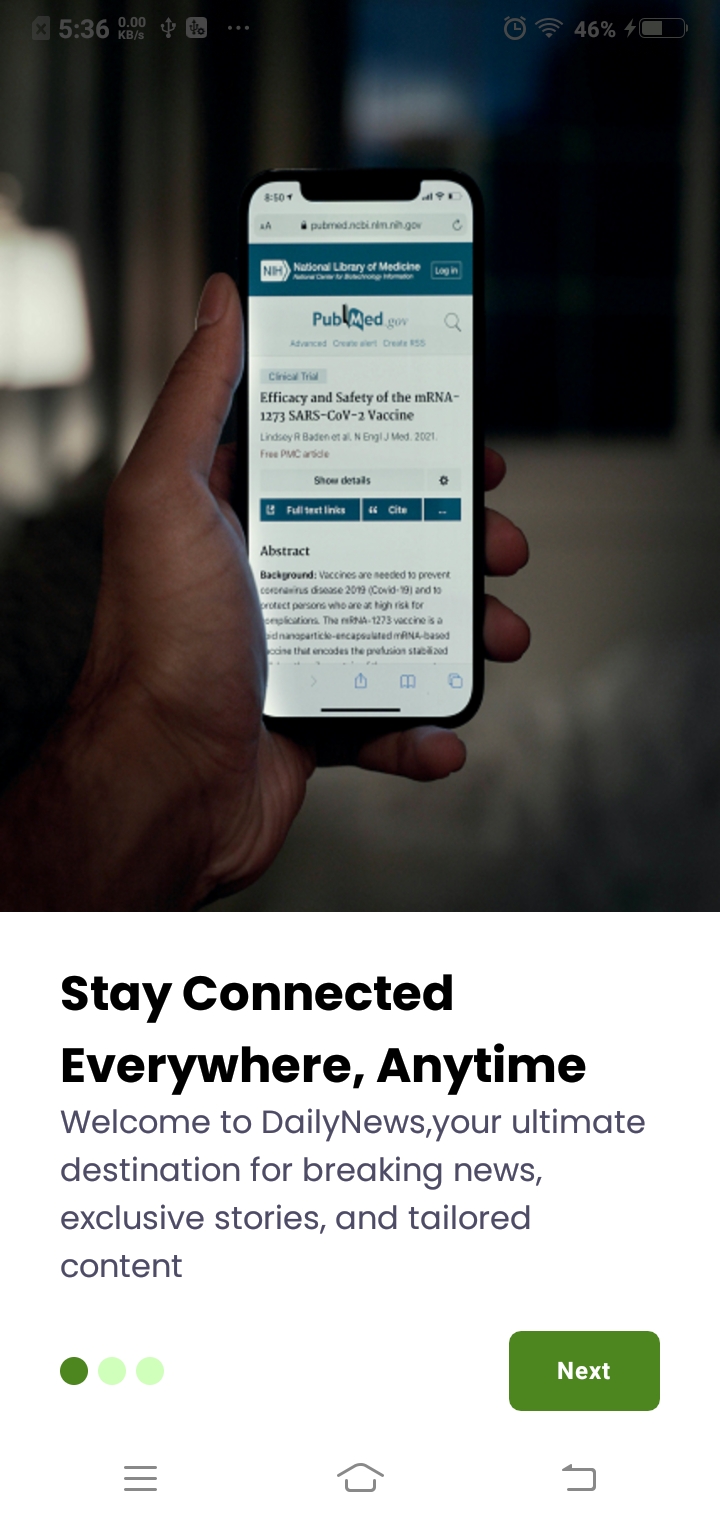 5:36 0.00 KB/s 46%
8:50
AA pubmed.ncbi.nlm.nih.gov
NIH National Library of Medicine Log in
National Center for Biotechnology Information
PubMed.gov
Advanced Create alert Create RSS
Clinical Trial
Efficacy and Safety of the mRNA-
1273 SARS-CoV-2 Vaccine
Lindsey R Baden et al. N Engl J Med. 2021.
Free PMC article
Show details
Full text links Cite ...
Abstract
Background: Vaccines are needed to prevent
coronavirus disease 2019 (Covid-19) and to
protect persons who are at high risk for
omplications. The mRNA-1273 vaccine is a
id nanoparticle-encapsulated mRNA-based
ccine that encodes the prefusion stabilized
Stay Connected
Everywhere, Anytime
Welcome to DailyNews,your ultimate
destination for breaking news,
exclusive stories, and tailored
content
Next